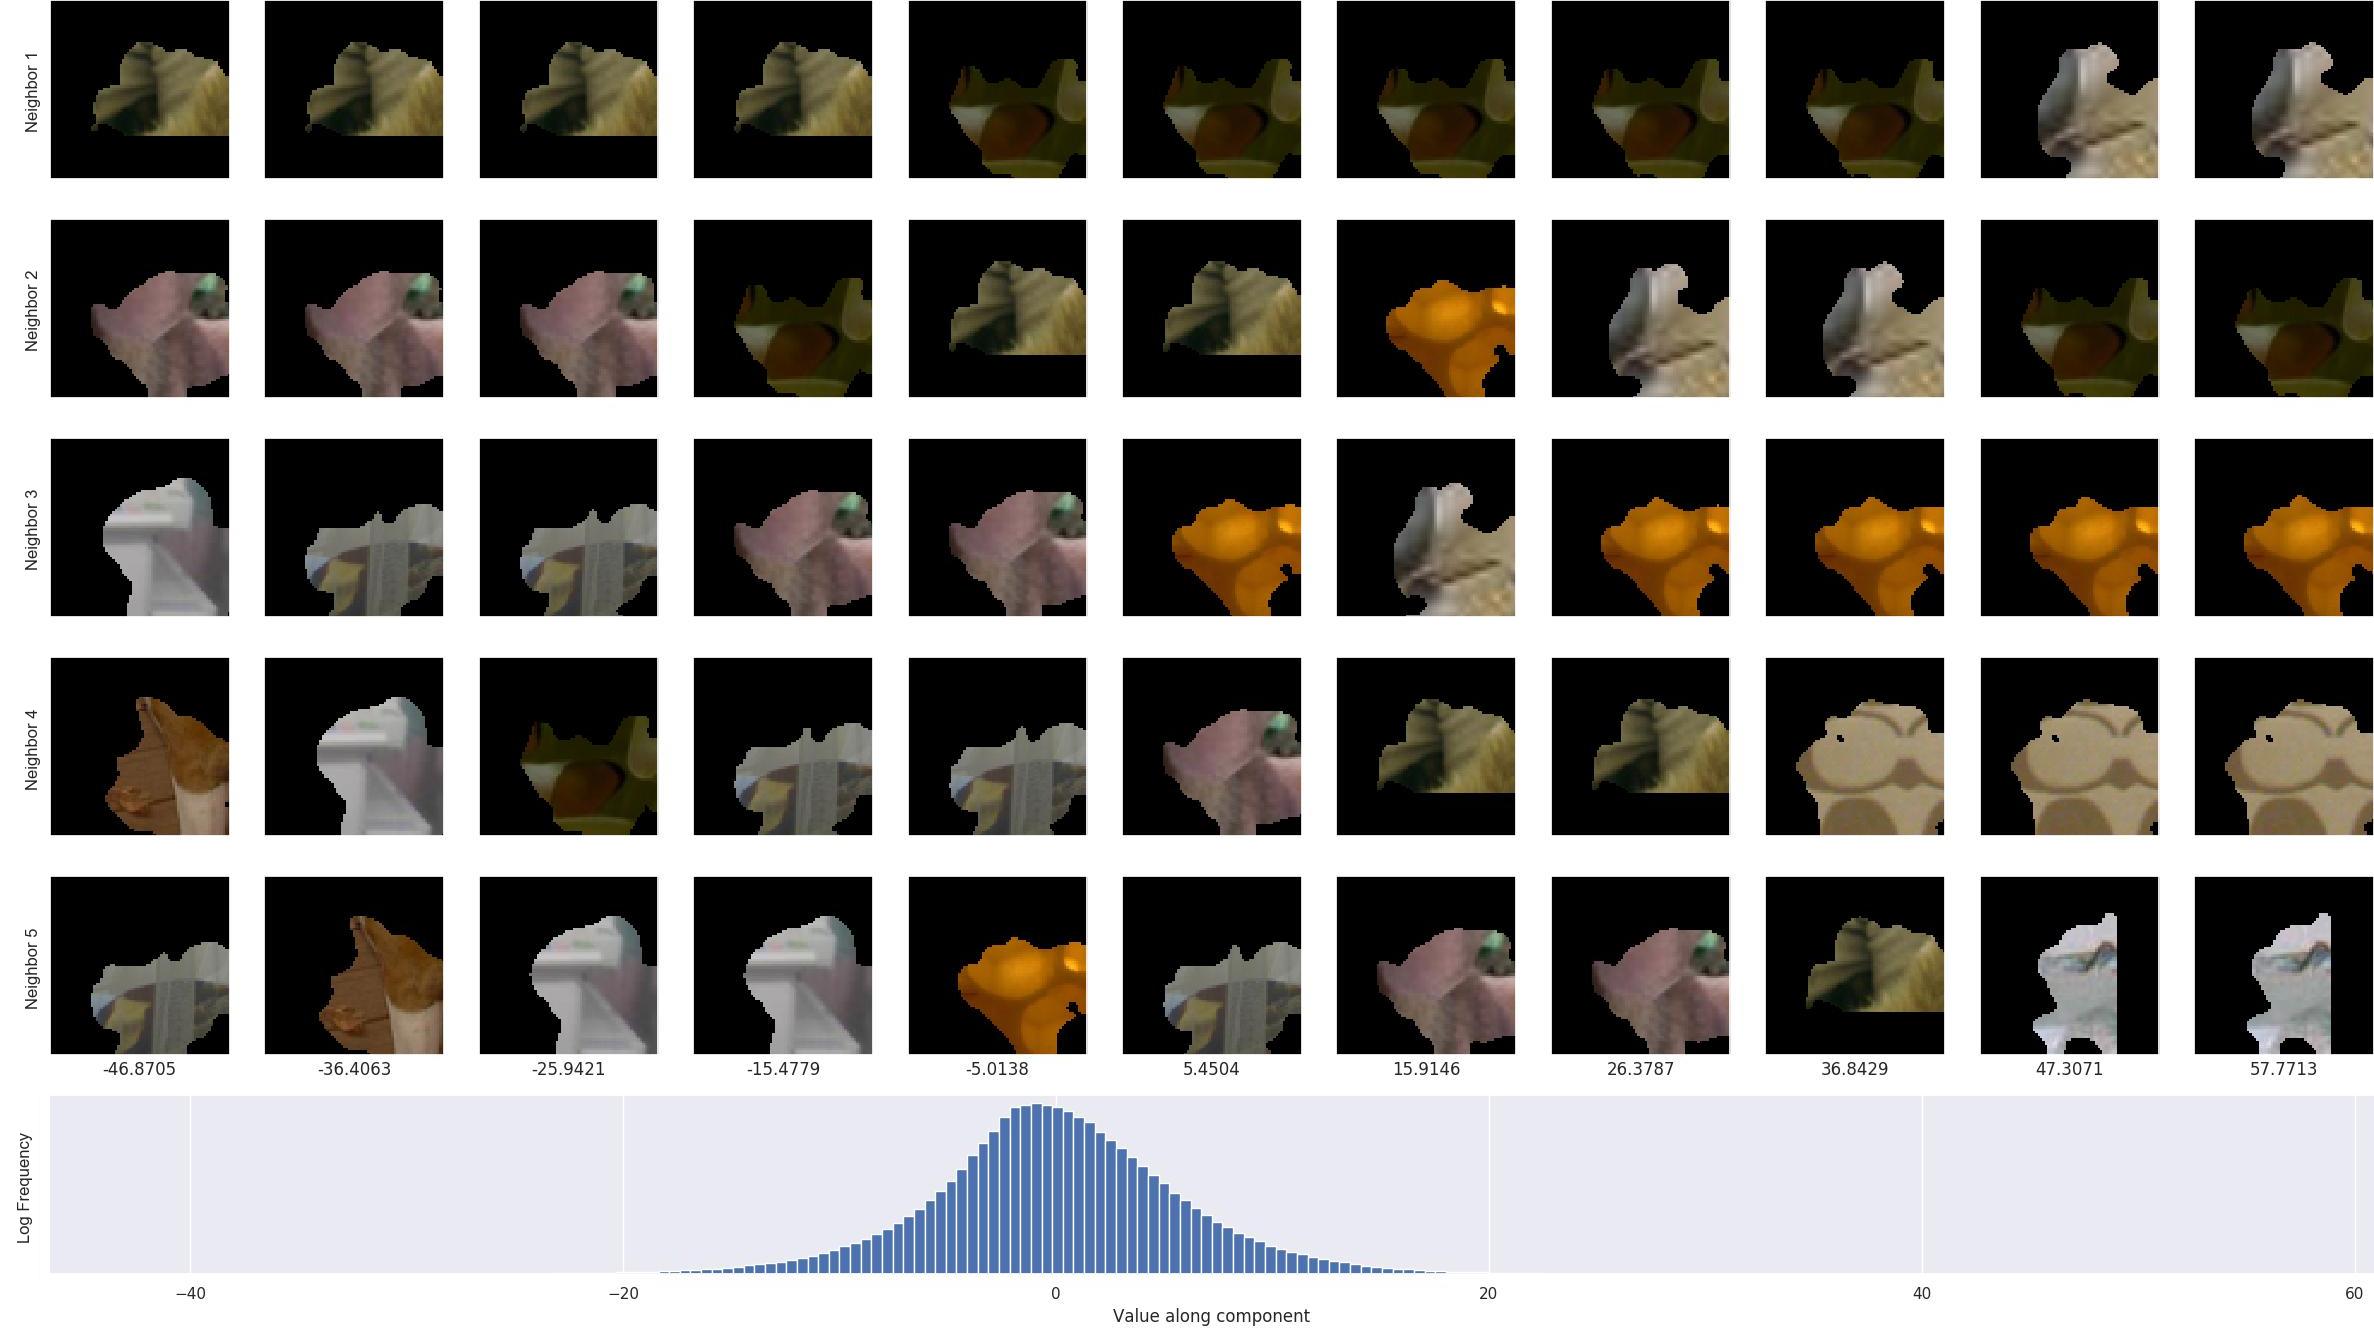 Neighbor 1
Neighbor 2
Neighbor 3
Neighbor 4
Neighbor 5
-46.8705 -36.4063 -25.9421 -15.4779 -5.0138 5.4504 15.9146 26.3787 36.8429 47.3071 57.7713
Log Frequency
−40 −20 0 20 40 60
Value along component